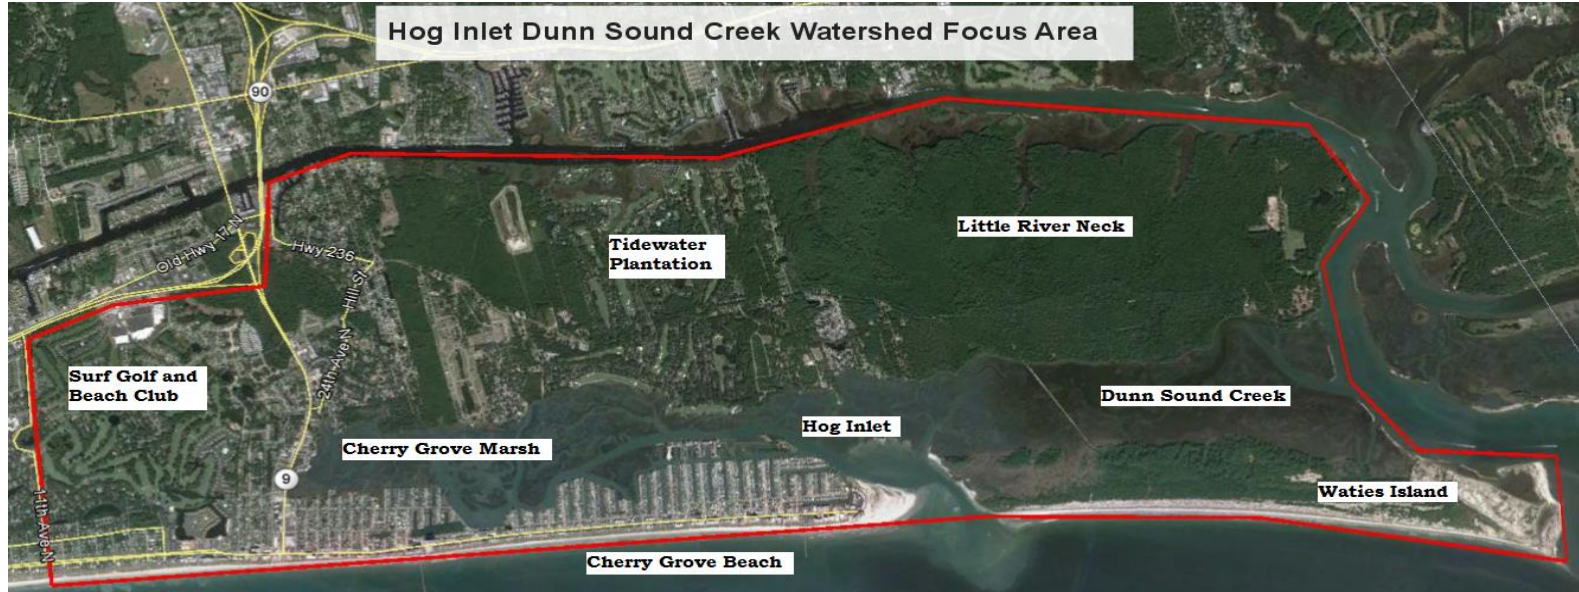 Hog Inlet Dunn Sound Creek Watershed Focus Area
90
Old Hwy 17 N
Hwy 236
Hill St
24th Ave N
Tidewater
Plantation
Little River Neck
Surf Golf and
Beach Club
Dunn Sound Creek
Hog Inlet
Cherry Grove Marsh
9
Waties Island
11th Ave N
Cherry Grove Beach